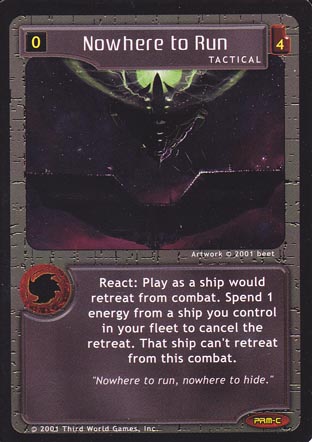 0
Nowhere to Run
4
TACTICAL
Artwork © 2001 beet
React: Play as a ship would
retreat from combat. Spend 1
energy from a ship you control
in your fleet to cancel the
retreat. That ship can't retreat
from this combat.
"Nowhere to run, nowhere to hide."
© 2001 Third World Games, Inc.
PRM-C